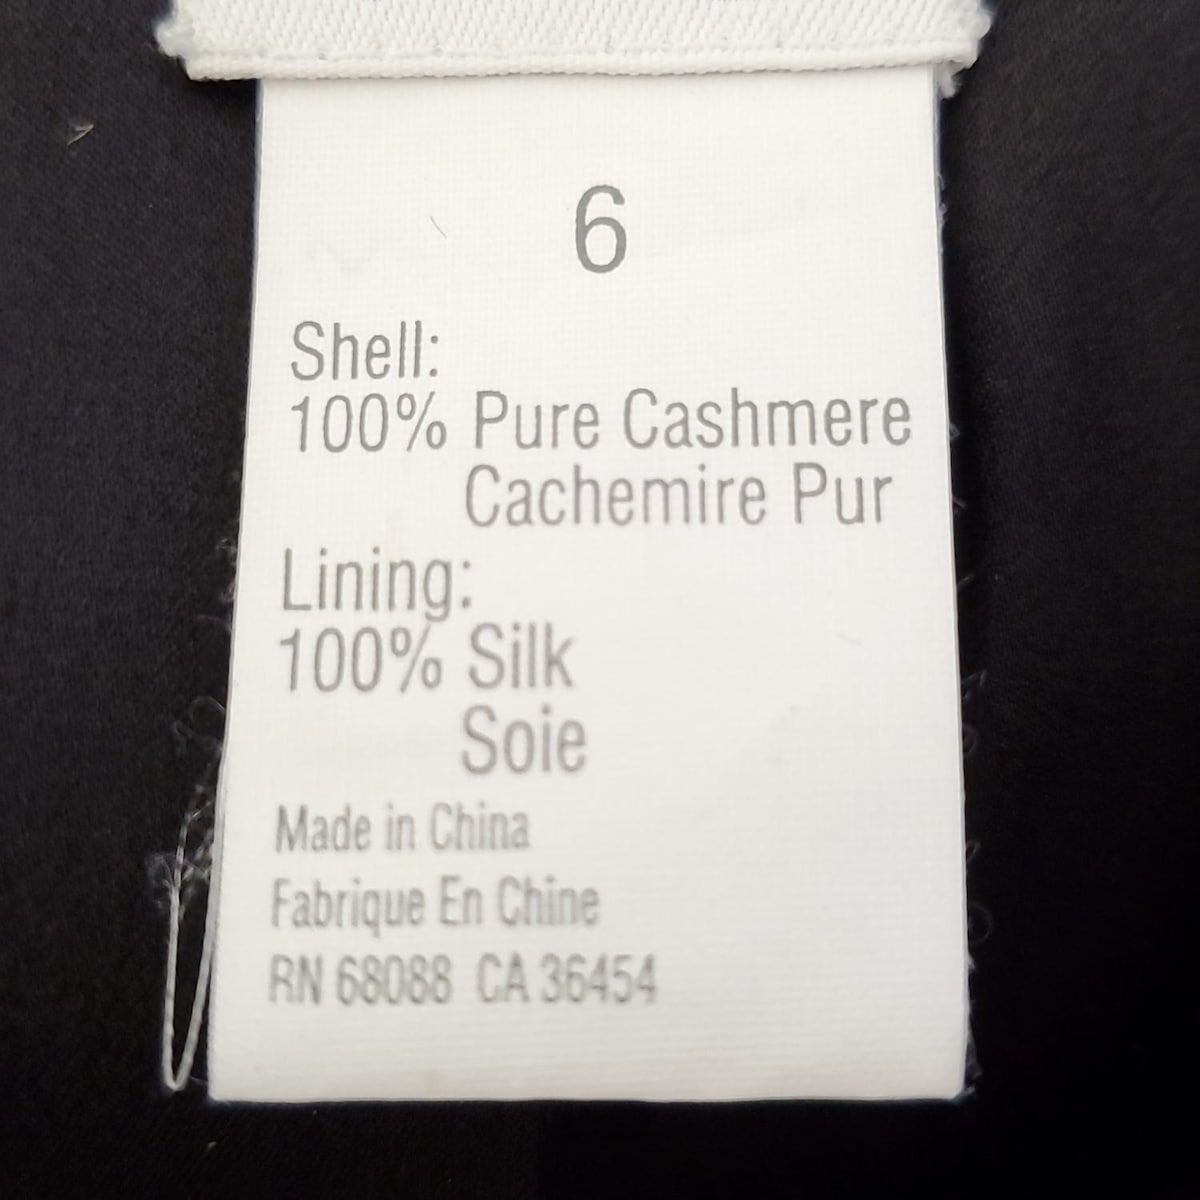 6
Shell:
100% Pure Cashmere
Cachemire Pur
Lining:
100% Silk
Soie
Made in China
Fabrique En Chine
RN 68088 CA 36454